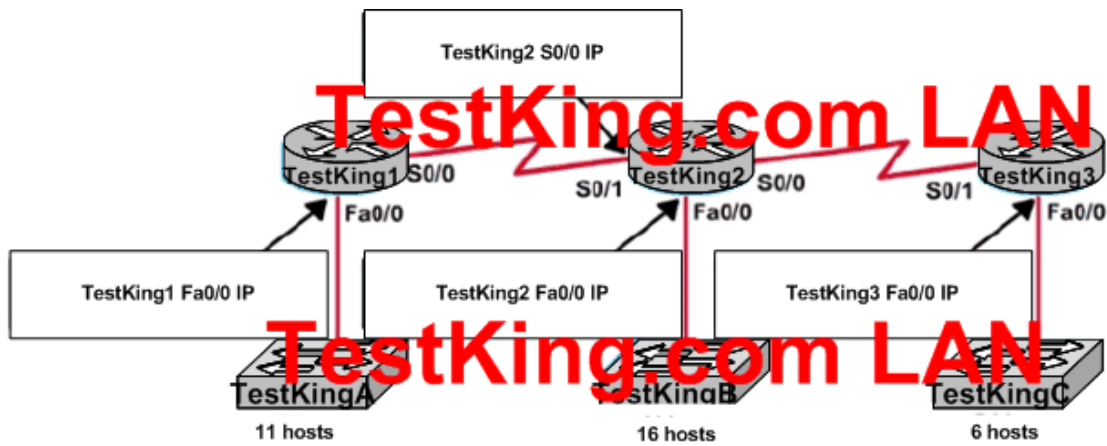 TestKing2 S0/0 IP
TestKing.com LAN
TestKing1
TestKing2
TestKing3
S0/0
S0/1
S0/0
S0/1
Fa0/0
Fa0/0
Fa0/0
TestKing1 Fa0/0 IP
TestKing2 Fa0/0 IP
TestKing3 Fa0/0 IP
TestKing.com LAN
TestKingA
TestKingB
TestKingC
11 hosts
16 hosts
6 hosts